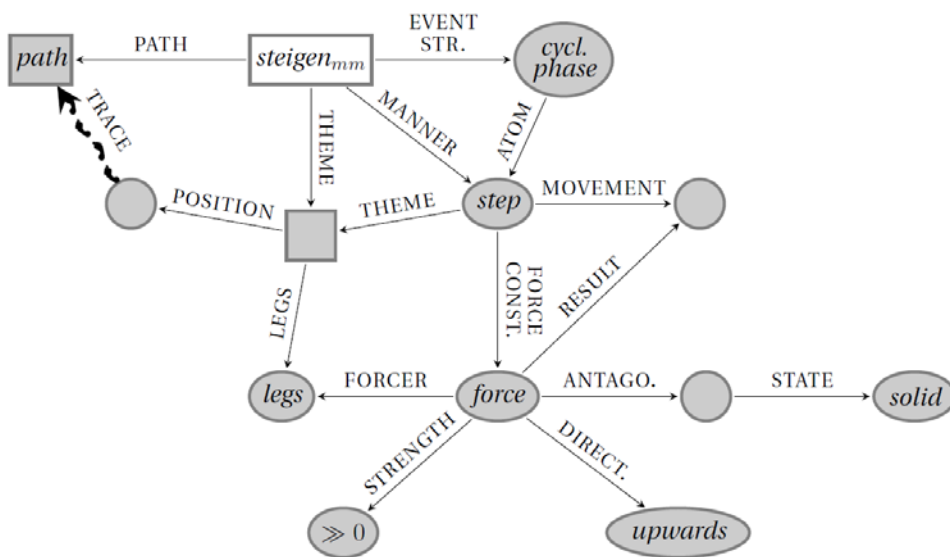 EVENT
STR.
path
PATH
steigenmm
cycl.
phase
TRACE
THEME
MANNER
ATOM
POSITION
THEME
step
MOVEMENT
LEGS
FORCE
CONST.
RESULT
legs
FORCER
force
ANTAGO.
STATE
solid
STRENGTH
DIRECT.
≫ 0
upwards